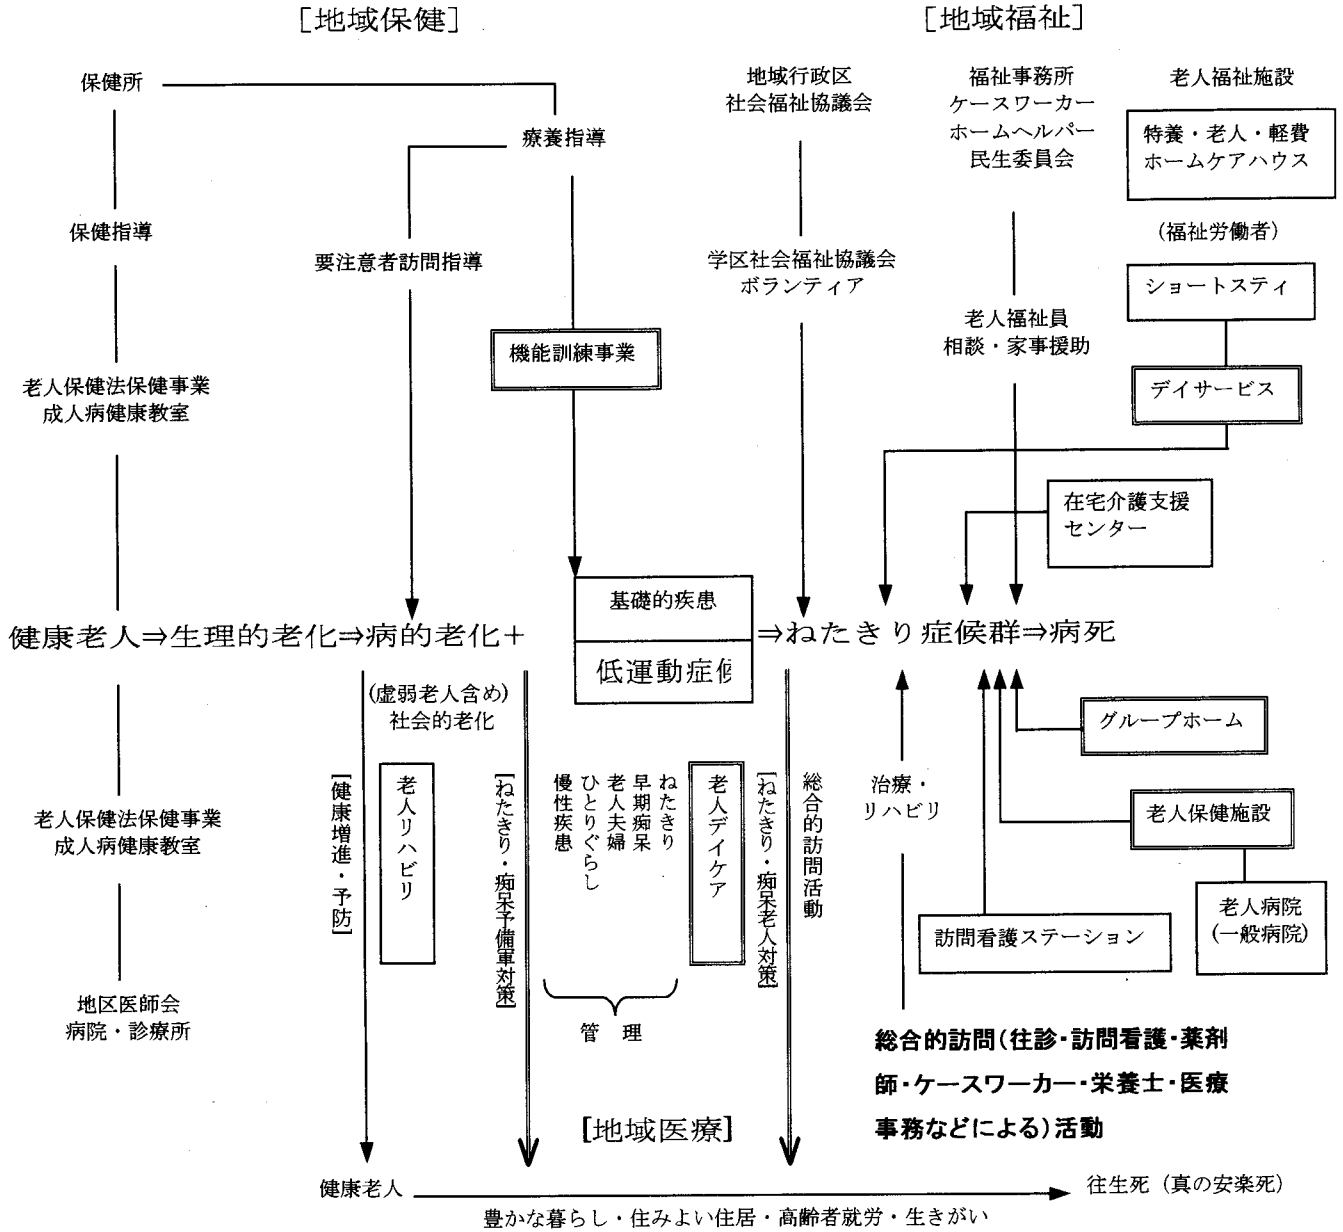 ［地域保健］
［地域福祉］
保健所
療養指導
保健指導
要注意者訪問指導
機能訓練事業
老人保健法保健事業
成人病健康教室
地域行政区
社会福祉協議会
学区社会福祉協議会
ボランティア
福祉事務所
ケースワーカー
ホームヘルパー
民生委員会
老人福祉員
相談・家事援助
老人福祉施設
特養・老人・軽費
ホームケアハウス
(福祉労働者)
ショートスティ
デイサービス
在宅介護支援
センター
基礎的疾患
健康老人⇒生理的老化⇒病的老化＋
⇒ねたきり症候群⇒病死
低運動症候
(虚弱老人含め)
社会的老化
グループホーム
[健康増進・予防]
老人リハビリ
[ねたきり・痴呆予備軍対策]
慢性疾患
ひとりぐらし
老人夫婦
早期痴呆
ねたきり
管 理
老人デイケア
[ねたきり・痴呆老人対策]
総合的訪問活動
治療・
リハビリ
老人保健施設
老人病院
(一般病院)
訪問看護ステーション
老人保健法保健事業
成人病健康教室
地区医師会
病院・診療所
総合的訪問(往診・訪問看護・薬剤
師・ケースワーカー・栄養士・医療
事務などによる)活動
［地域医療］
健康老人
往生死（真の安楽死）
豊かな暮らし・住みよい住居・高齢者就労・生きがい